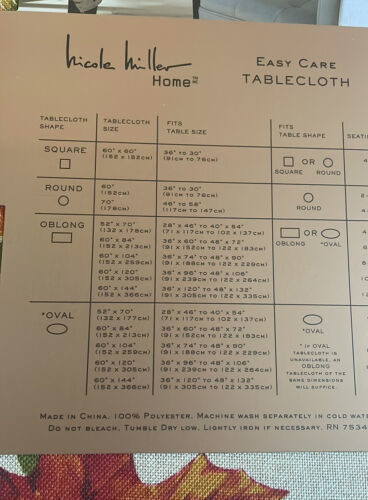 nicole miller
Home
EASY CARE
TABLECLOTH
TABLECLOTH SHAPE
TABLECLOTH SIZE
FITS TABLE SIZE
FITS TABLE SHAPE
SQUARE
60" x 60"
(152 x 152CM)
36" TO 30"
(91CM TO 76CM)
OR
SQUARE ROUND
ROUND
60"
(152CM)
36" TO 30"
(91CM TO 76CM)
70"
(178CM)
46" TO 58"
(117CM TO 147CM)
ROUND
OBLONG
52" x 70"
(132 x 178CM)
28" x 46" TO 40" x 54"
(71 x 117CM TO 102 x 137CM)
60" x 84"
(152 x 213CM)
36" x 60" TO 48" x 72"
(91 x 152CM TO 122 x 183CM)
60" x 104"
(152 x 259CM)
36" x 74" TO 48" x 90"
(91 x 188CM TO 122 x 229CM)
60" x 120"
(152 x 305CM)
36" x 96" TO 48" x 106"
(91 x 239CM TO 122 x 264CM)
60" x 144"
(152 x 366CM)
36" x 120" TO 48" x 132"
(91 x 305CM TO 122 x 335CM)
OR
OBLONG *OVAL
*OVAL
52" x 70"
(132 x 177CM)
28" x 46" TO 40" x 54"
(71 x 117CM TO 102 x 137CM)
60" x 84"
(152 x 213CM)
36" x 60" TO 48" x 72"
(91 x 152CM TO 122 x 183CM)
60" x 104"
(152 x 259CM)
36" x 74" TO 48" x 90"
(91 x 188CM TO 122 x 229CM)
60" x 120"
(152 x 305CM)
36" x 96" TO 48" x 106"
(91 x 239CM TO 122 x 264CM)
60" x 144"
(152 x 366CM)
36" x 120" TO 48" x 132"
(91 x 305CM TO 122 x 335CM)
*OVAL
* IF OVAL
TABLECLOTH IS
UNAVAILABLE, AN
OBLONG
TABLECLOTH OF THE
SAME DIMENSIONS
WILL SUFFICE.
MADE IN CHINA. 100% POLYESTER. MACHINE WASH SEPARATELY IN COLD
DO NOT BLEACH. TUMBLE DRY LOW. LIGHTLY IRON IF NECESSARY. RN 7534